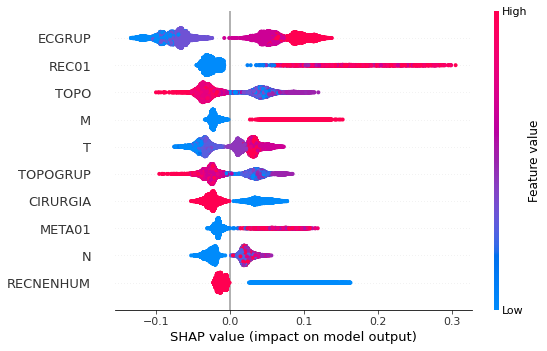 High
ECGRUP
REC01
TOPO
M
T
TOPOGRUP
CIRURGIA
META01
N
RECNENHUM
Feature value
Low
−0.1 0.0 0.1 0.2 0.3
SHAP value (impact on model output)